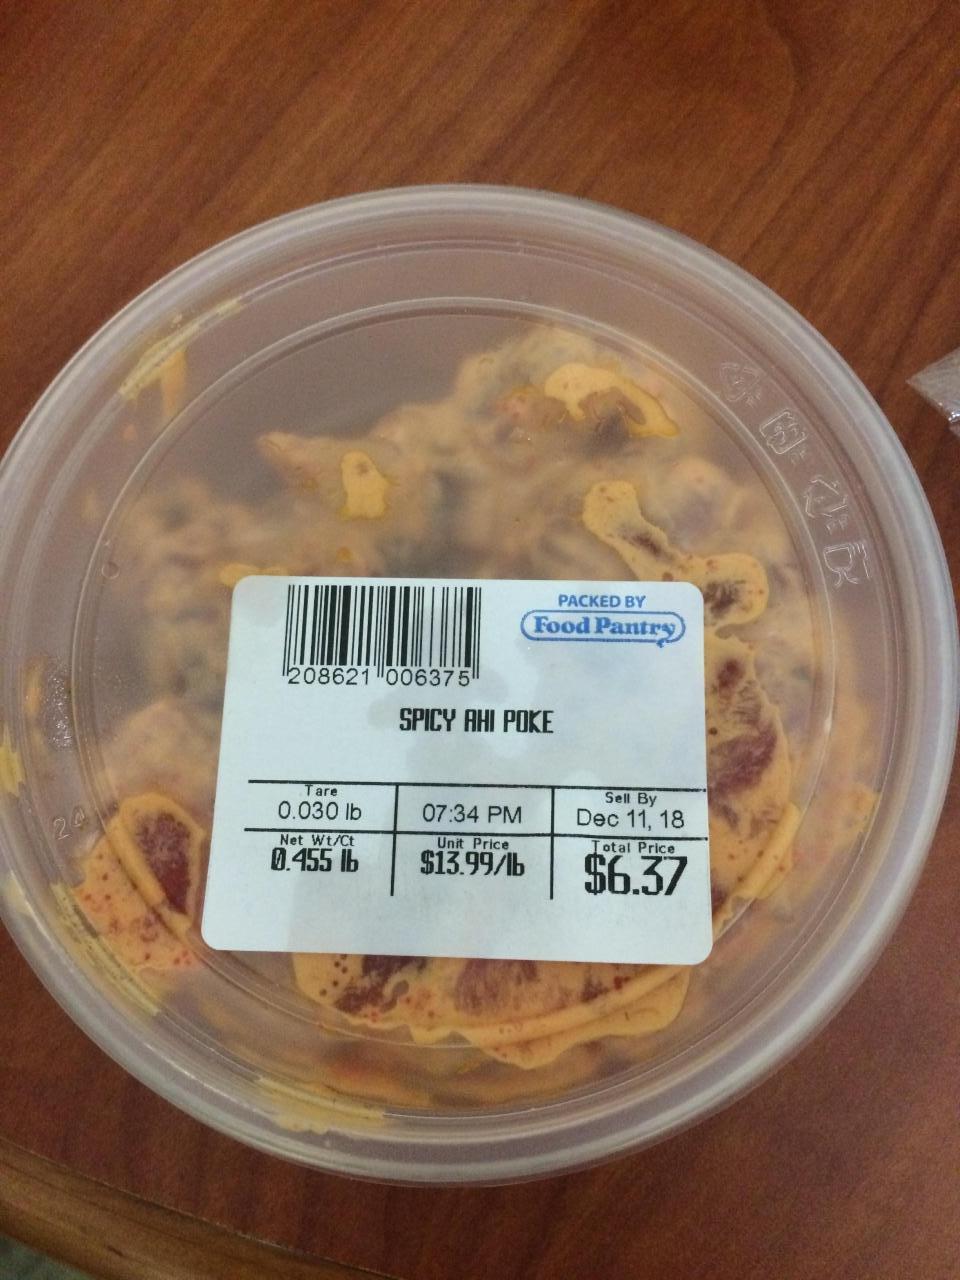 PACKED BY
Food Pantry
208621 006375
SPICY AHI POKE
Tare
0.030 lb
07:34 PM
Sell By
Dec 11, 18
Net Wt/Ct
0.455 lb
Unit Price
$13.99/lb
Total Price
$6.37
24